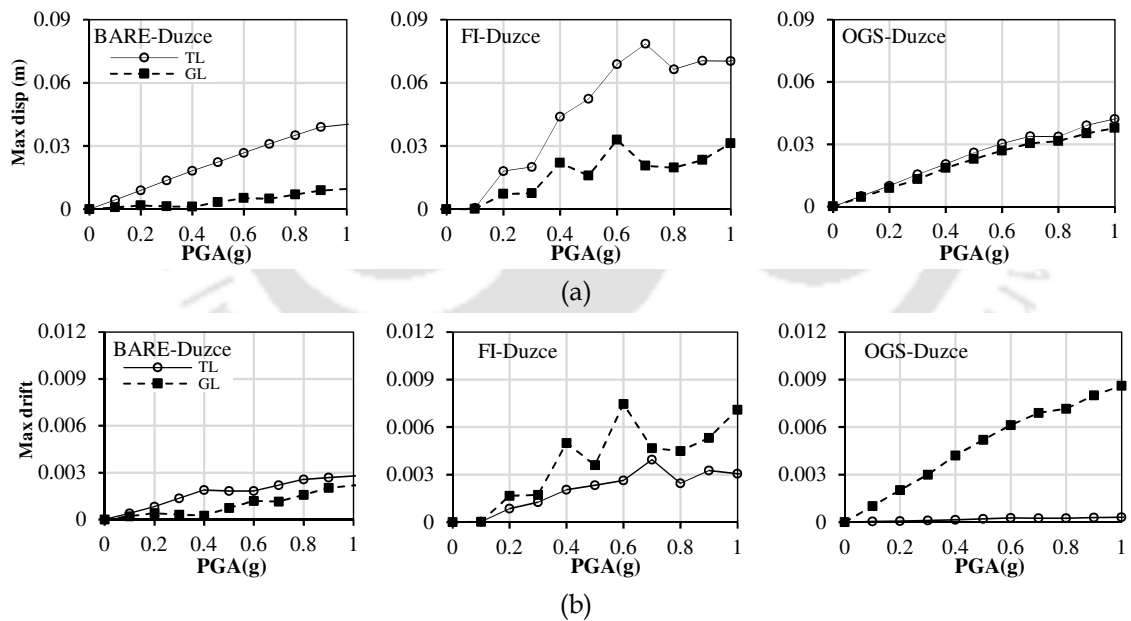 BARE-Duzce
TL
GL
Max disp (m)
0.09
0.06
0.03
0
0 0.2 0.4 0.6 0.8 1
PGA(g)
FI-Duzce
0.09
0.06
0.03
0
0 0.2 0.4 0.6 0.8 1
PGA(g)
OGS-Duzce
0.09
0.06
0.03
0
0 0.2 0.4 0.6 0.8 1
PGA(g)
(a)
BARE-Duzce
TL
GL
Max drift
0.012
0.009
0.006
0.003
0
0 0.2 0.4 0.6 0.8 1
PGA(g)
FI-Duzce
0.012
0.009
0.006
0.003
0
0 0.2 0.4 0.6 0.8 1
PGA(g)
OGS-Duzce
0.012
0.009
0.006
0.003
0
0 0.2 0.4 0.6 0.8 1
PGA(g)
(b)